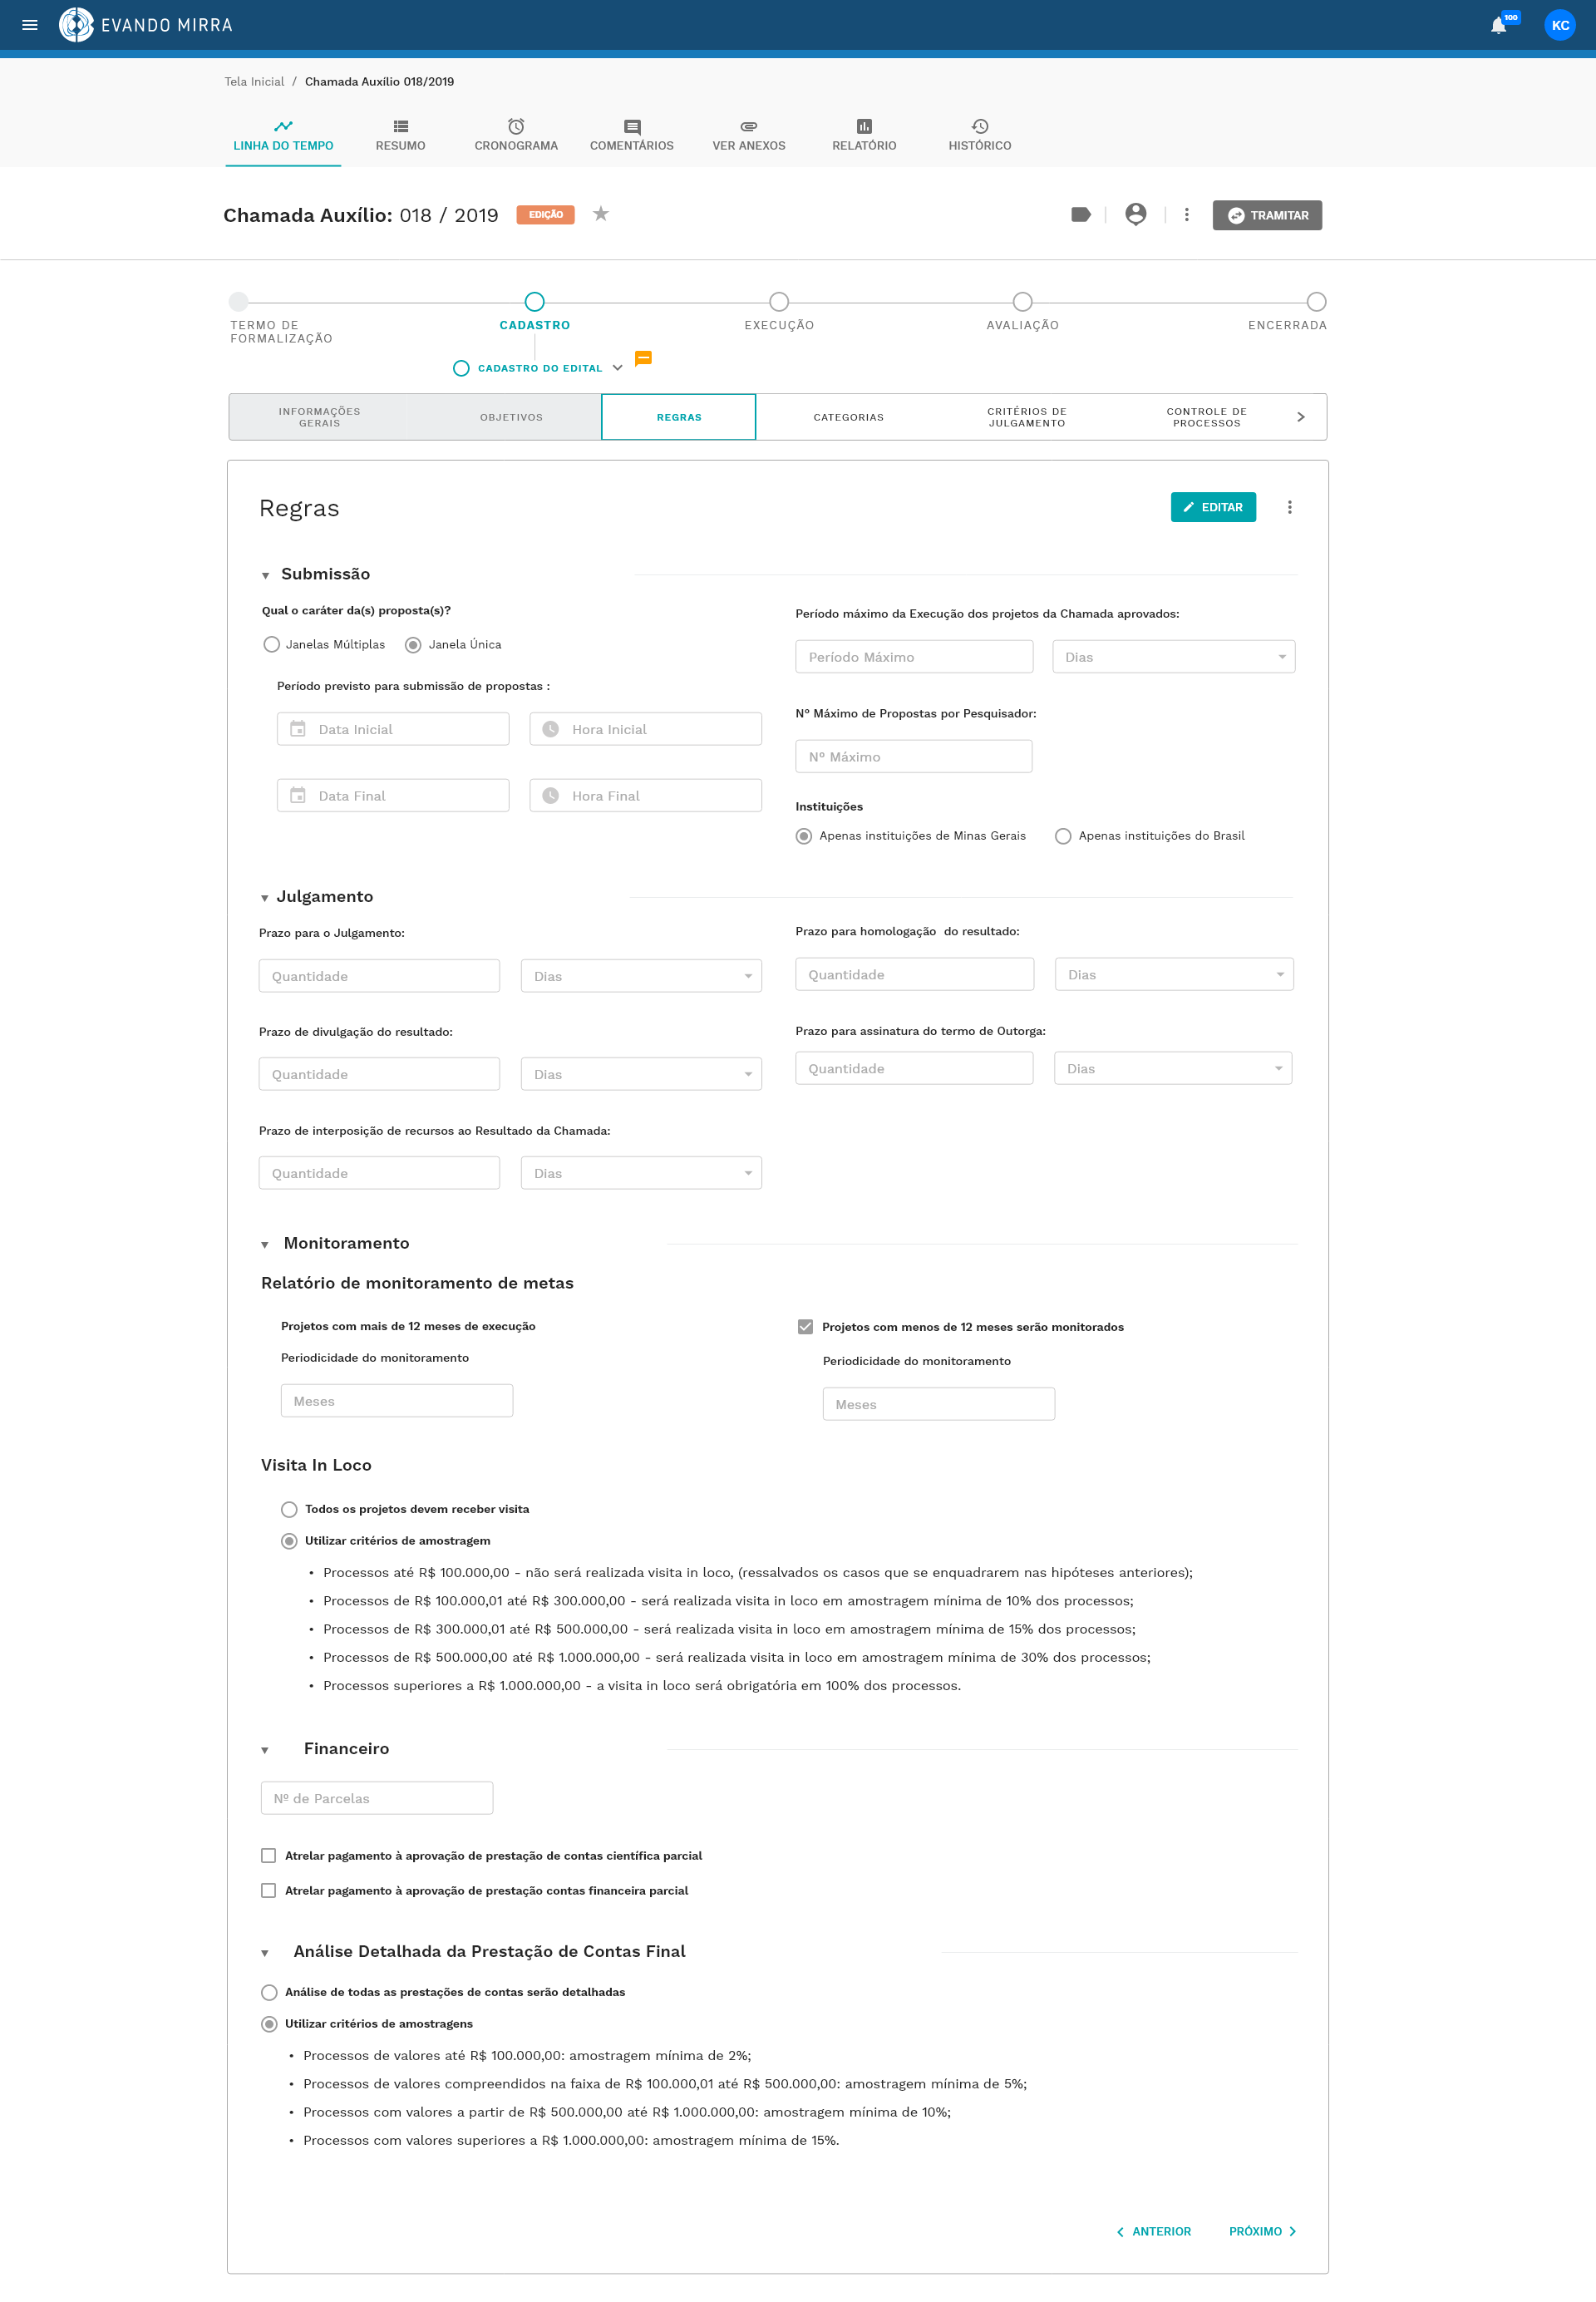 EVANDO MIRRA
100
KC
Tela Inicial / Chamada Auxílio 018/2019
LINHA DO TEMPO
RESUMO
CRONOGRAMA
COMENTÁRIOS
VER ANEXOS
RELATÓRIO
HISTÓRICO
Chamada Auxílio: 018 / 2019
EDIÇÃO
TRAMITAR
TERMO DE
FORMALIZAÇÃO
CADASTRO
EXECUÇÃO
AVALIAÇÃO
ENCERRADA
CADASTRO DO EDITAL
INFORMAÇÕES
GERAIS
OBJETIVOS
REGRAS
CATEGORIAS
CRITÉRIOS DE
JULGAMENTO
CONTROLE DE
PROCESSOS
Regras
EDITAR
Submissão
Qual o caráter da(s) proposta(s)?
Janelas Múltiplas
Janela Única
Período previsto para submissão de propostas :
Data Inicial
Hora Inicial
Data Final
Hora Final
Período máximo da Execução dos projetos da Chamada aprovados:
Período Máximo
Dias
N° Máximo de Propostas por Pesquisador:
N° Máximo
Instituições
Apenas instituições de Minas Gerais
Apenas instituições do Brasil
Julgamento
Prazo para o Julgamento:
Quantidade
Dias
Prazo para homologação  do resultado:
Quantidade
Dias
Prazo de divulgação do resultado:
Quantidade
Dias
Prazo para assinatura do termo de Outorga:
Quantidade
Dias
Prazo de interposição de recursos ao Resultado da Chamada:
Quantidade
Dias
Monitoramento
Relatório de monitoramento de metas
Projetos com mais de 12 meses de execução
Periodicidade do monitoramento
Meses
Projetos com menos de 12 meses serão monitorados
Periodicidade do monitoramento
Meses
Visita In Loco
Todos os projetos devem receber visita
Utilizar critérios de amostragem
• Processos até R$ 100.000,00 - não será realizada visita in loco, (ressalvados os casos que se enquadrarem nas hipóteses anteriores);
• Processos de R$ 100.000,01 até R$ 300.000,00 - será realizada visita in loco em amostragem mínima de 10% dos processos;
• Processos de R$ 300.000,01 até R$ 500.000,00 - será realizada visita in loco em amostragem mínima de 15% dos processos;
• Processos de R$ 500.000,00 até R$ 1.000.000,00 - será realizada visita in loco em amostragem mínima de 30% dos processos;
• Processos superiores a R$ 1.000.000,00 - a visita in loco será obrigatória em 100% dos processos.
Financeiro
Nº de Parcelas
Atrelar pagamento à aprovação de prestação de contas científica parcial
Atrelar pagamento à aprovação de prestação contas financeira parcial
Análise Detalhada da Prestação de Contas Final
Análise de todas as prestações de contas serão detalhadas
Utilizar critérios de amostragens
• Processos de valores até R$ 100.000,00: amostragem mínima de 2%;
• Processos de valores compreendidos na faixa de R$ 100.000,01 até R$ 500.000,00: amostragem mínima de 5%;
• Processos com valores a partir de R$ 500.000,00 até R$ 1.000.000,00: amostragem mínima de 10%;
• Processos com valores superiores a R$ 1.000.000,00: amostragem mínima de 15%.
ANTERIOR
PRÓXIMO